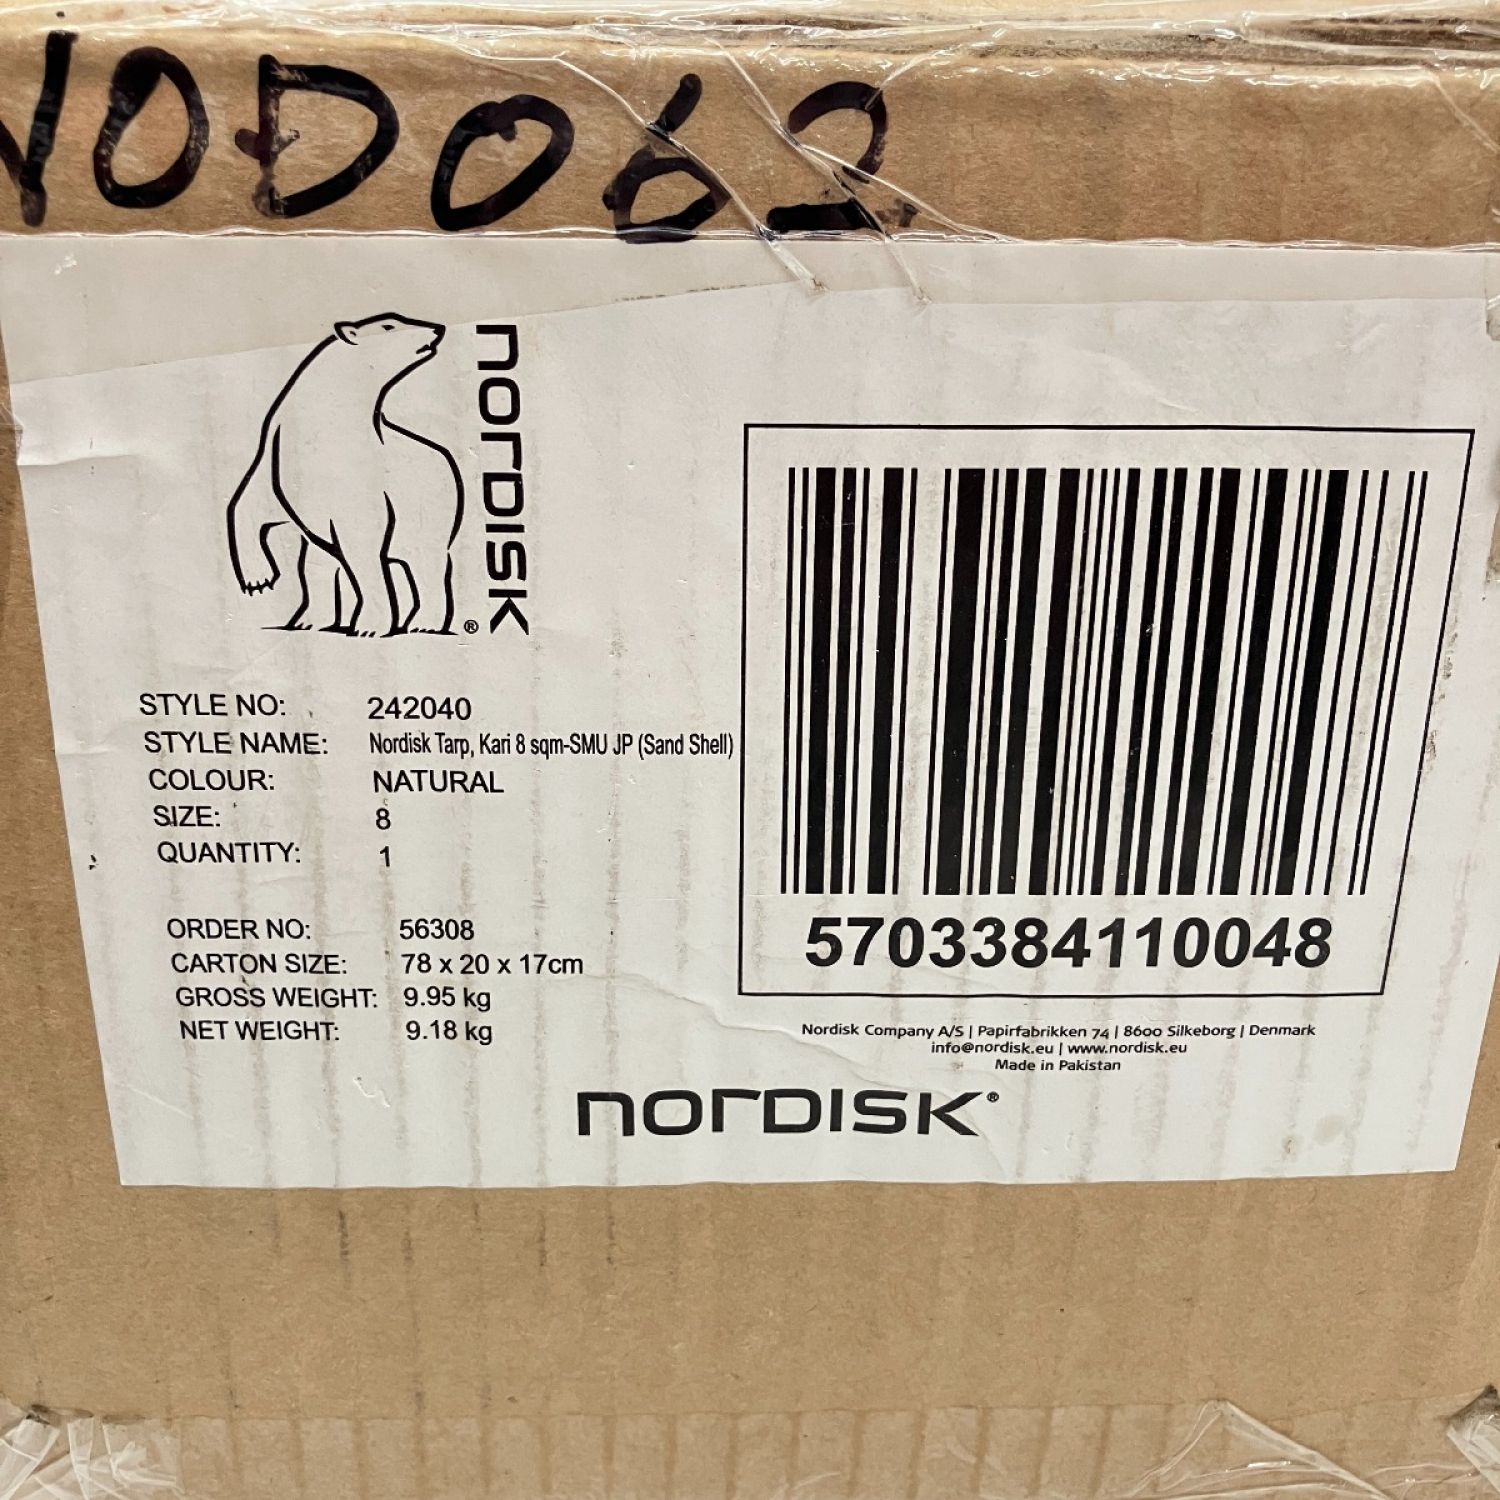 NOD062
NORDISK®
STYLE NO: 242040
STYLE NAME: Nordisk Tarp, Kari 8 sqm-SMU JP (Sand Shell)
COLOUR: NATURAL
SIZE: 8
QUANTITY: 1
ORDER NO: 56308
CARTON SIZE: 78 x 20 x 17cm
GROSS WEIGHT: 9.95 kg
NET WEIGHT: 9.18 kg
5703384110048
Nordisk Company A/S | Papirfabrikken 74 | 8600 Silkeborg | Denmark
info@nordisk.eu | www.nordisk.eu
Made in Pakistan
NORDISK®